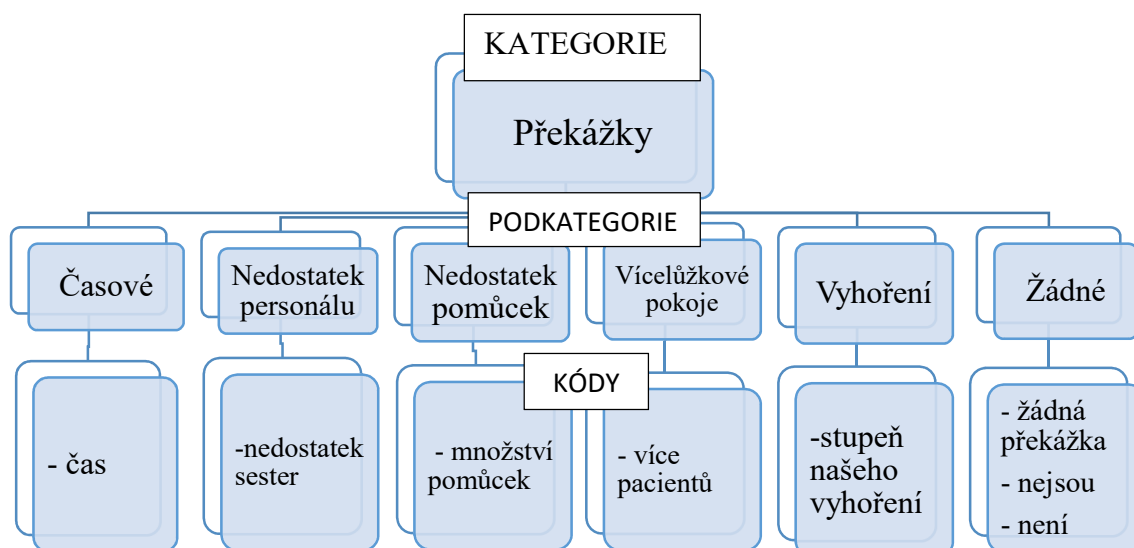 KATEGORIE
Překážky
PODKATEGORIE
Časové
Nedostatek
personálu
Nedostatek
pomůcek
Vícelůžkové
pokoje
Vyhoření
Žádné
KÓDY
- čas
-nedostatek
sester
- množství
pomůcek
- více
pacientů
-stupeň
našeho
vyhoření
- žádná
překážka
- nejsou
- není